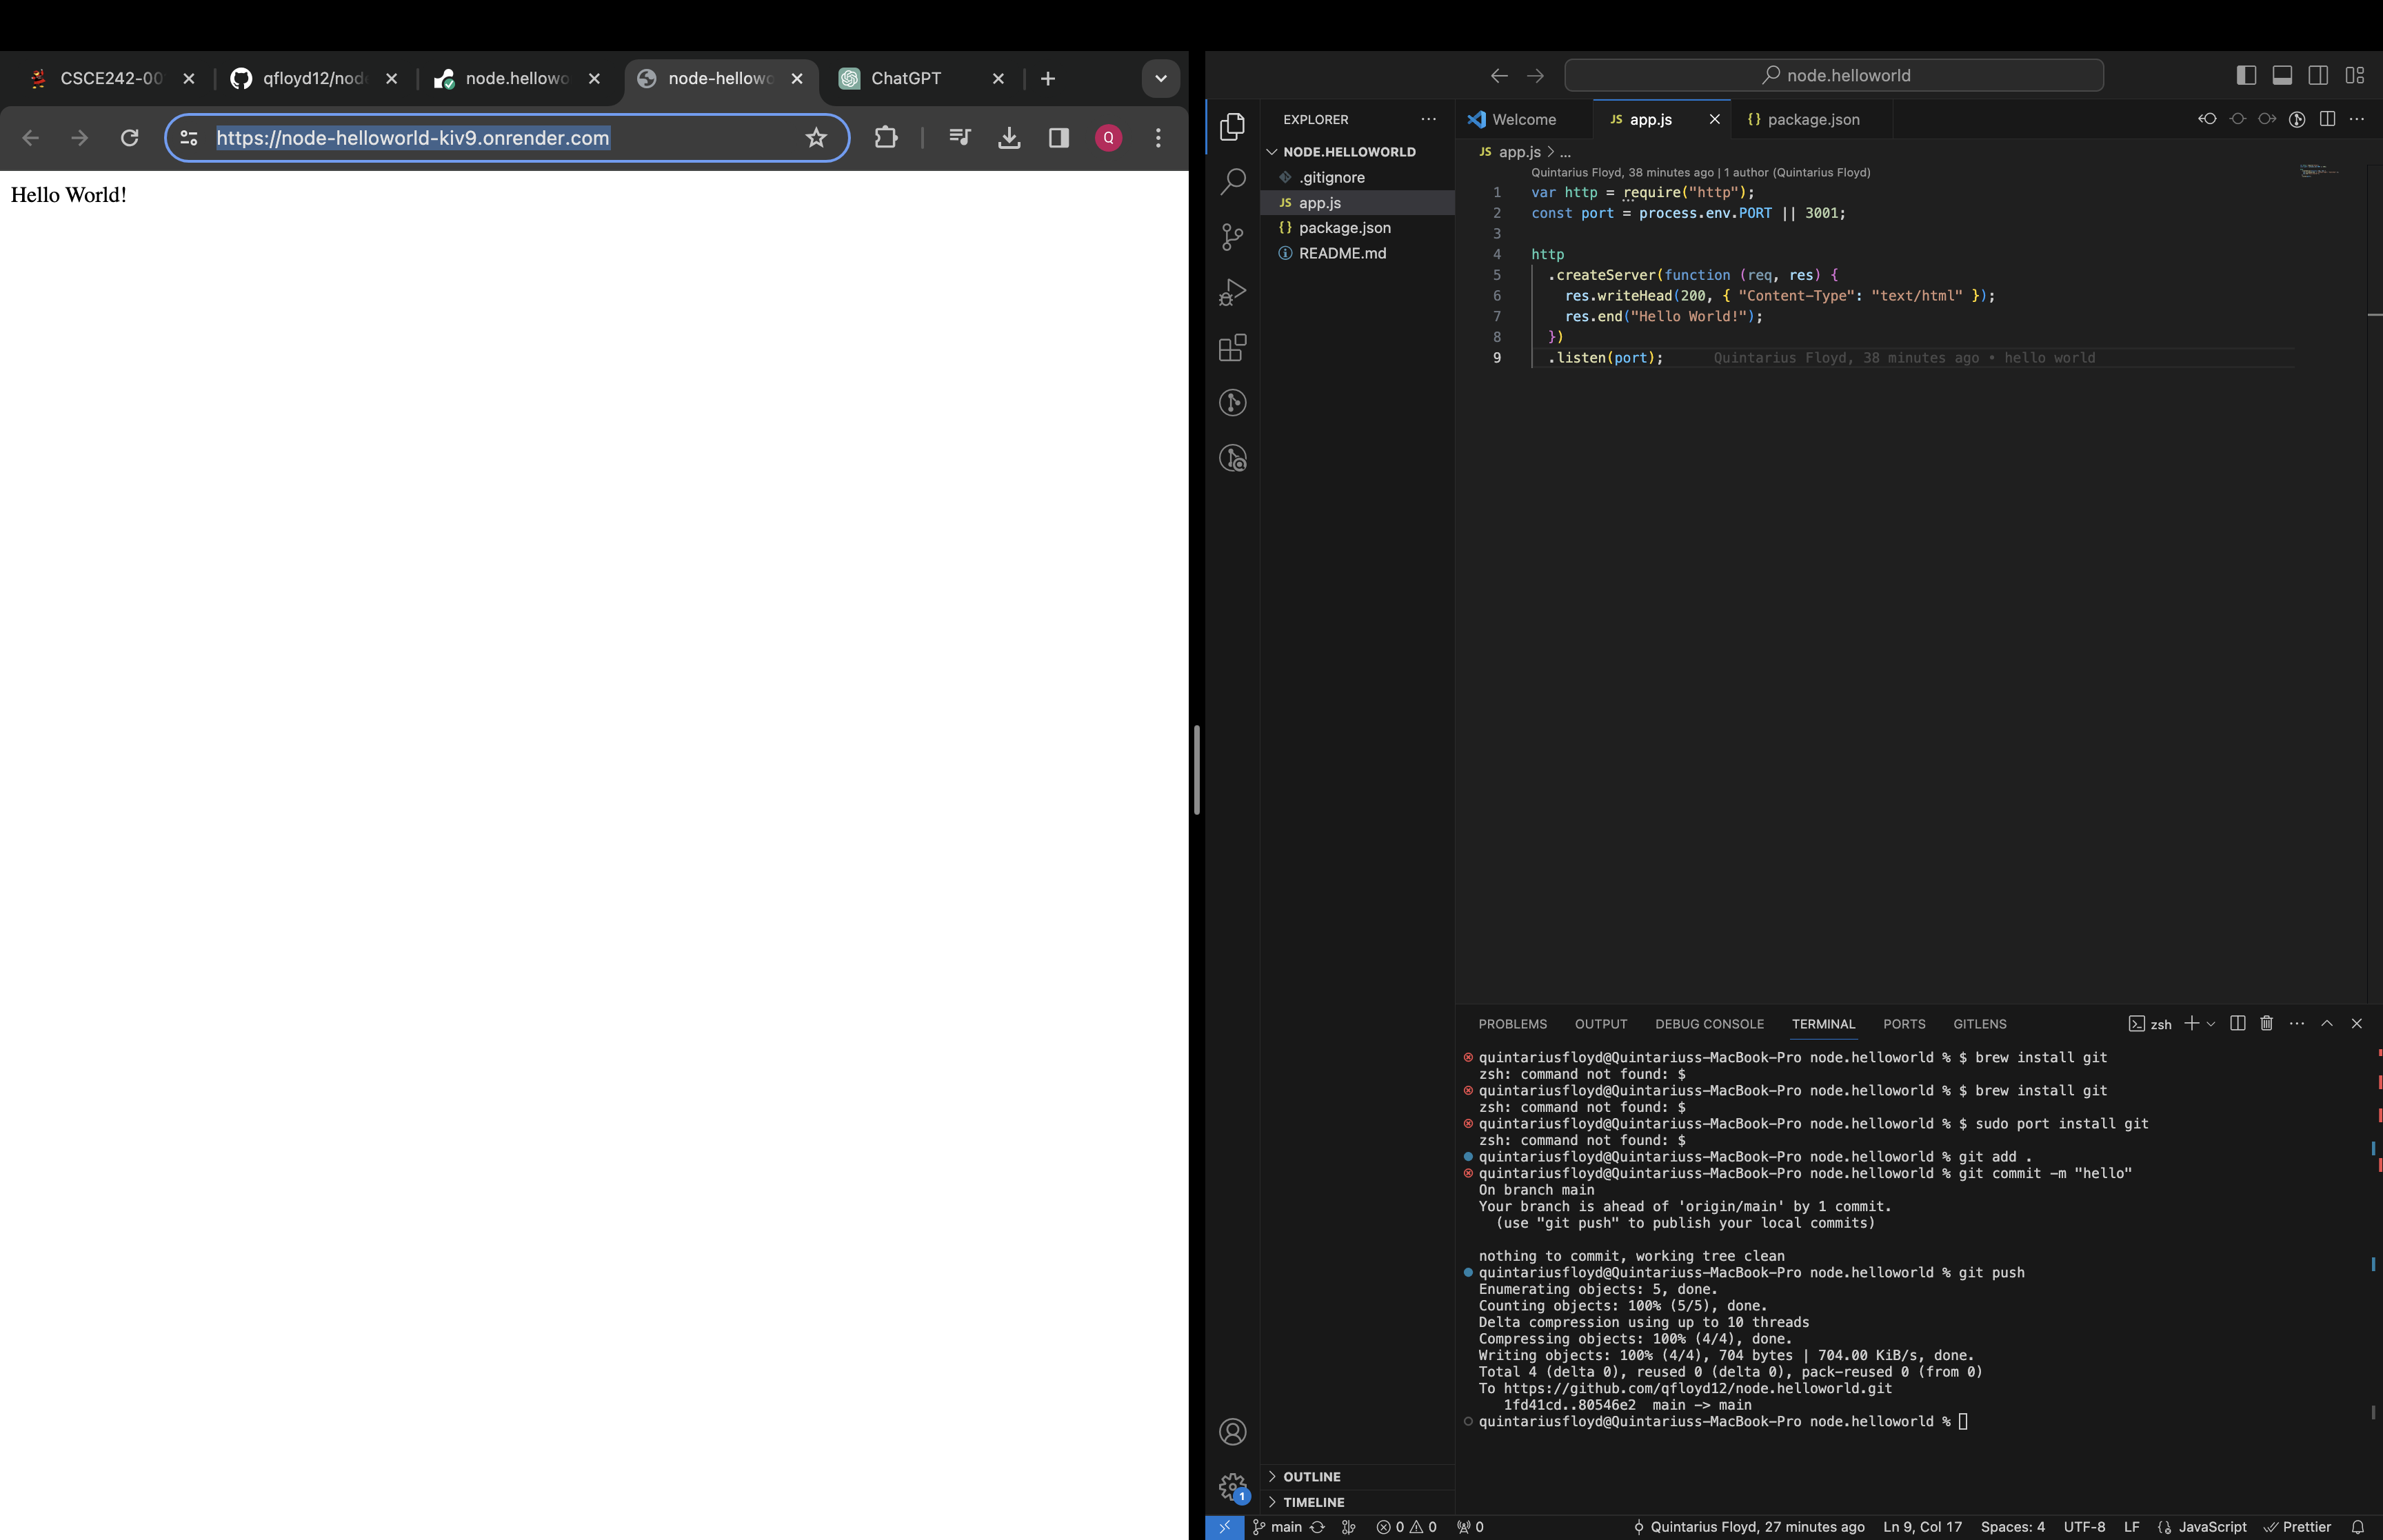 CSCE242-00
qfloyd12/node
node.hellowo
node-hellowo
ChatGPT
https://node-helloworld-kiv9.onrender.com
Q
Hello World!
node.helloworld
EXPLORER
NODE.HELLOWORLD
.gitignore
JS app.js
{} package.json
README.md
Welcome
JS app.js
{} package.json
JS app.js > ...
Quintarius Floyd, 38 minutes ago | 1 author (Quintarius Floyd)
1 var http = require("http");
2 const port = process.env.PORT || 3001;
3
4 http
5 .createServer(function (req, res) {
6 res.writeHead(200, { "Content-Type": "text/html" });
7 res.end("Hello World!");
8 })
9 .listen(port); Quintarius Floyd, 38 minutes ago • hello world
PROBLEMS OUTPUT DEBUG CONSOLE TERMINAL PORTS GITLENS
zsh
quintariusfloyd@Quintariuss-MacBook-Pro node.helloworld % $ brew install git
zsh: command not found: $
quintariusfloyd@Quintariuss-MacBook-Pro node.helloworld % $ brew install git
zsh: command not found: $
quintariusfloyd@Quintariuss-MacBook-Pro node.helloworld % $ sudo port install git
zsh: command not found: $
quintariusfloyd@Quintariuss-MacBook-Pro node.helloworld % git add .
quintariusfloyd@Quintariuss-MacBook-Pro node.helloworld % git commit -m "hello"
On branch main
Your branch is ahead of 'origin/main' by 1 commit.
(use "git push" to publish your local commits)
nothing to commit, working tree clean
quintariusfloyd@Quintariuss-MacBook-Pro node.helloworld % git push
Enumerating objects: 5, done.
Counting objects: 100% (5/5), done.
Delta compression using up to 10 threads
Compressing objects: 100% (4/4), done.
Writing objects: 100% (4/4), 704 bytes | 704.00 KiB/s, done.
Total 4 (delta 0), reused 0 (delta 0), pack-reused 0 (from 0)
To https://github.com/qfloyd12/node.helloworld.git
1fd41cd..80546e2 main -> main
quintariusfloyd@Quintariuss-MacBook-Pro node.helloworld %
OUTLINE
TIMELINE
1
main
0 0
0
Quintarius Floyd, 27 minutes ago
Ln 9, Col 17
Spaces: 4
UTF-8
LF
{} JavaScript
Prettier